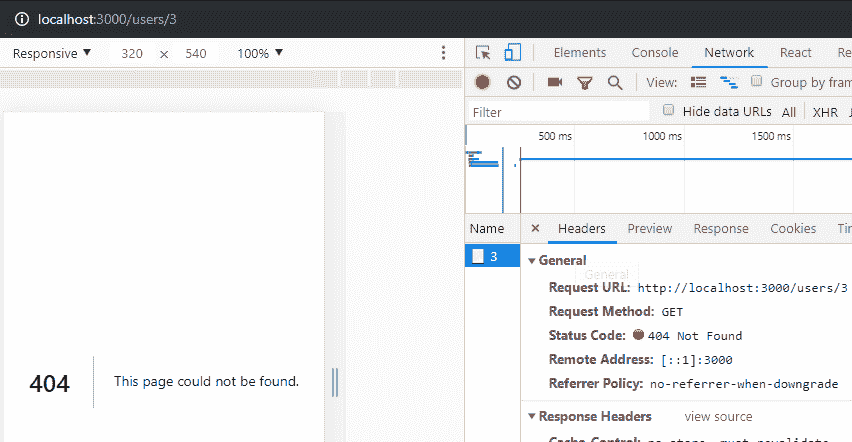 localhost:3000/users/3
Responsive 320 × 540 100%
Elements Console Network React Re
View: Group by fram
Filter Hide data URLs All XHR
500 ms 1000 ms 1500 ms
Name × Headers Preview Response Cookies Tin
3
General
General
Request URL: http://localhost:3000/users/3
Request Method: GET
Status Code: 404 Not Found
Remote Address: [::1]:3000
Referrer Policy: no-referrer-when-downgrade
404 This page could not be found.
Response Headers view source